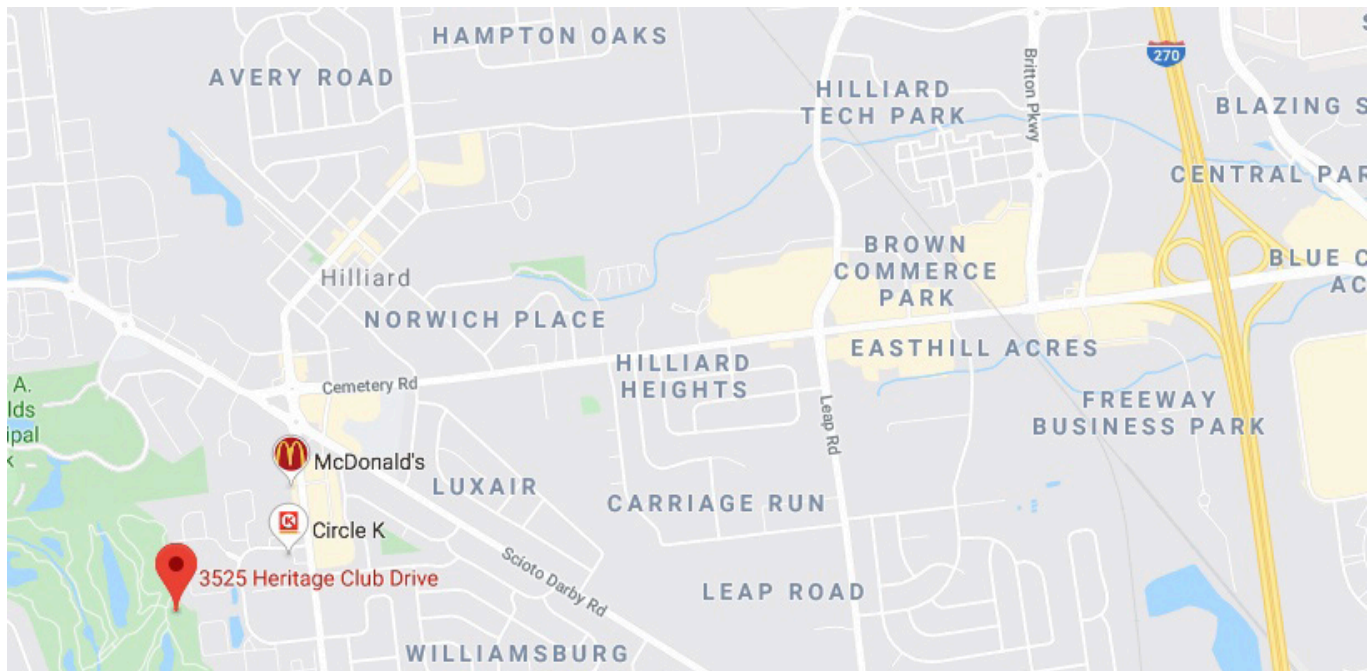 HAMPTON OAKS
AVERY ROAD
270
HILLIARD
TECH PARK
Britton Pkwy
BLAZING S
CENTRAL PAR
BROWN
COMMERCE
PARK
BLUE C
AC
Hilliard
NORWICH PLACE
EASTHILL ACRES
HILLIARD
HEIGHTS
Cemetery Rd
A.
lds
ipal
k
Leap Rd
FREEWAY
BUSINESS PARK
McDonald's
LUXAIR
CARRIAGE RUN
K
Circle K
Scioto Darby Rd
3525 Heritage Club Drive
LEAP ROAD
WILLIAMSBURG